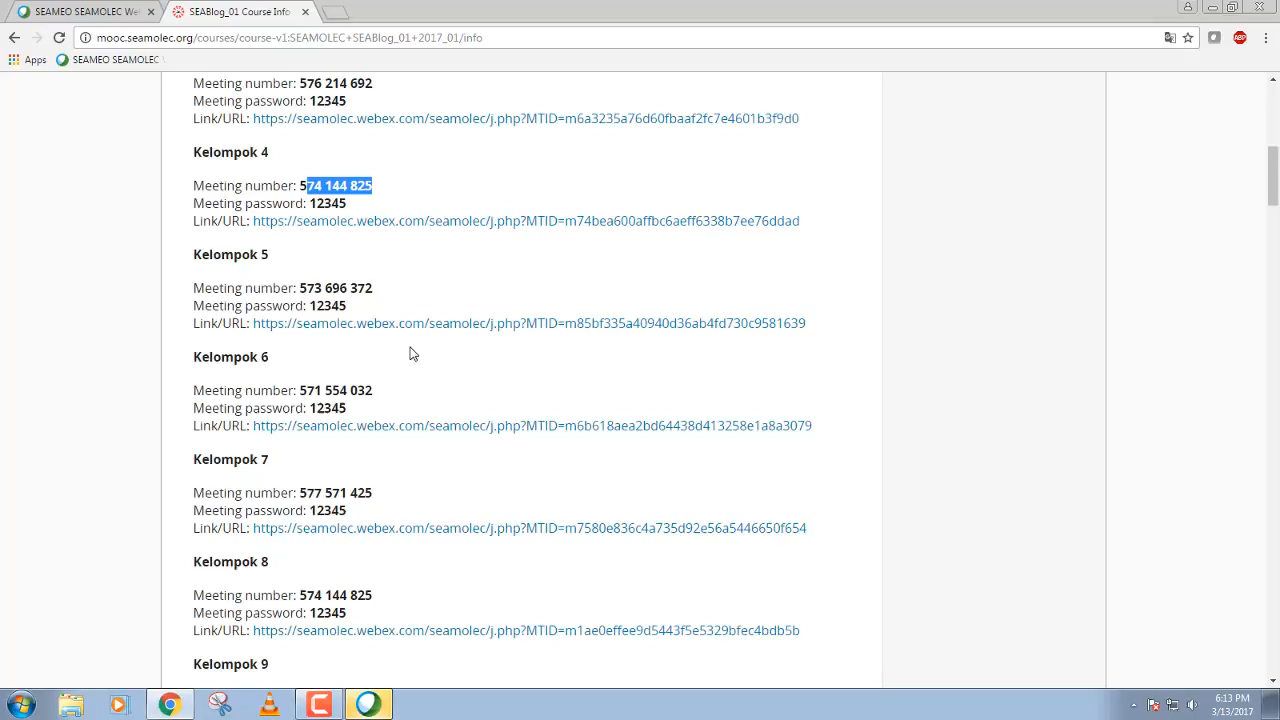 SEAMEO SEAMOLEC We
SEABlog_01 Course Info
mooc.seamolec.org/courses/course-v1:SEAMOLEC+SEABlog_01+2017_01/info
ABP
Apps
SEAMEO SEAMOLEC
Meeting number: 576 214 692
Meeting password: 12345
Link/URL: https://seamolec.webex.com/seamolec/j.php?MTID=m6a3235a76d60fbaaf2fc7e4601b3f9d0
Kelompok 4
Meeting number: 574 144 825
Meeting password: 12345
Link/URL: https://seamolec.webex.com/seamolec/j.php?MTID=m74bea600affbc6aeff6338b7ee76ddad
Kelompok 5
Meeting number: 573 696 372
Meeting password: 12345
Link/URL: https://seamolec.webex.com/seamolec/j.php?MTID=m85bf335a40940d36ab4fd730c9581639
Kelompok 6
Meeting number: 571 554 032
Meeting password: 12345
Link/URL: https://seamolec.webex.com/seamolec/j.php?MTID=m6b618aea2bd64438d413258e1a8a3079
Kelompok 7
Meeting number: 577 571 425
Meeting password: 12345
Link/URL: https://seamolec.webex.com/seamolec/j.php?MTID=m7580e836c4a735d92e56a5446650f654
Kelompok 8
Meeting number: 574 144 825
Meeting password: 12345
Link/URL: https://seamolec.webex.com/seamolec/j.php?MTID=m1ae0effee9d5443f5e5329bfec4bdb5b
Kelompok 9
6:13 PM
3/13/2017